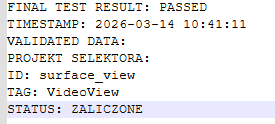 FINAL TEST RESULT: PASSED
TIMESTAMP: 2026-03-14 10:41:11
VALIDATED DATA:
PROJEKT SELEKTORA:
ID: surface_view
TAG: VideoView
STATUS: ZALICZONE